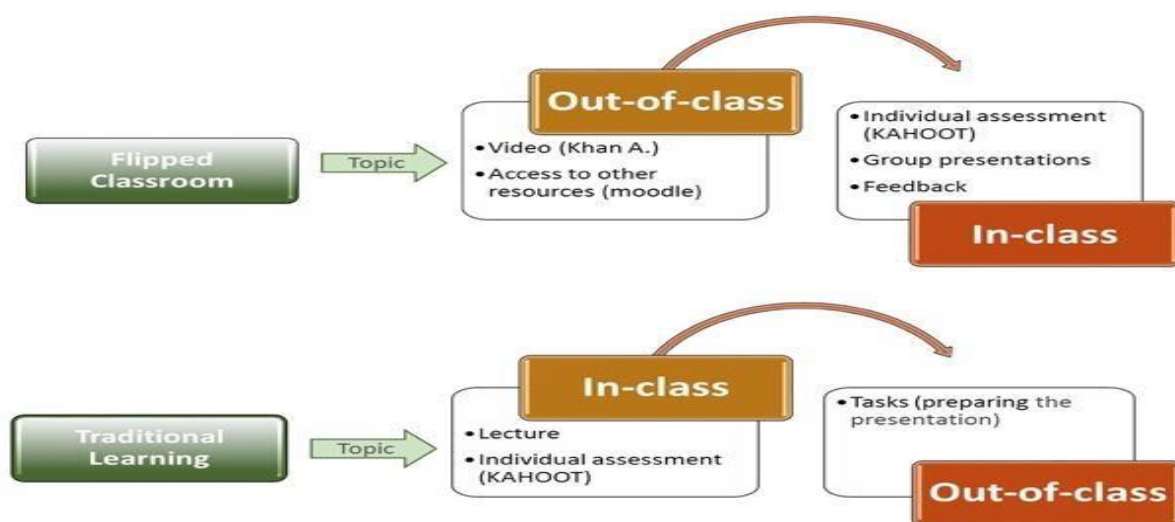 Out-of-class
Flipped
Classroom
Topic
• Video (Khan A.)
• Access to other
resources (moodle)
• Individual assessment
(KAHOOT)
• Group presentations
• Feedback
In-class
In-class
Traditional
Learning
Topic
• Lecture
• Individual assessment
(KAHOOT)
• Tasks (preparing the
presentation)
Out-of-class